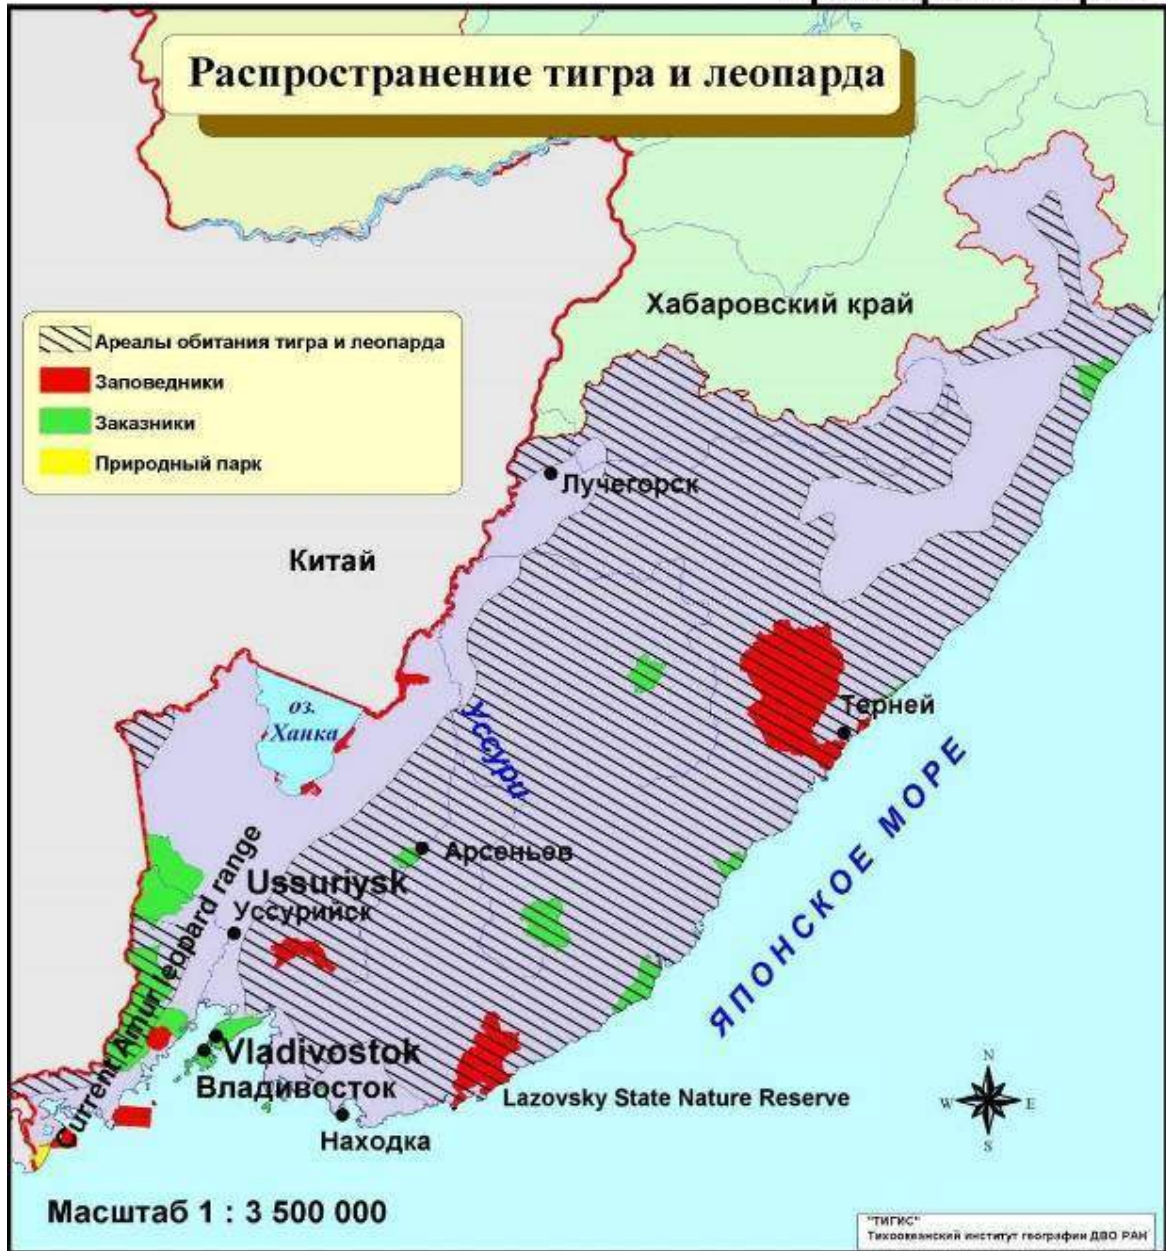 Распространение тигра и леопарда
Хабаровский край
Ареалы обитания тигра и леопарда
Заповедники
Заказники
Природный парк
Лучегорск
Китай
оз.
Ханка
Уссури
Терней
ЯПОНСКОЕ МОРЕ
Арсеньев
Ussuriysk
Уссурийск
Current Amur leopard range
Vladivostok
Владивосток
Lazovsky State Nature Reserve
Находка
N
W
E
S
Масштаб 1 : 3 500 000
"ТИГИС"
Тихоокеанский институт географии ДВО РАН